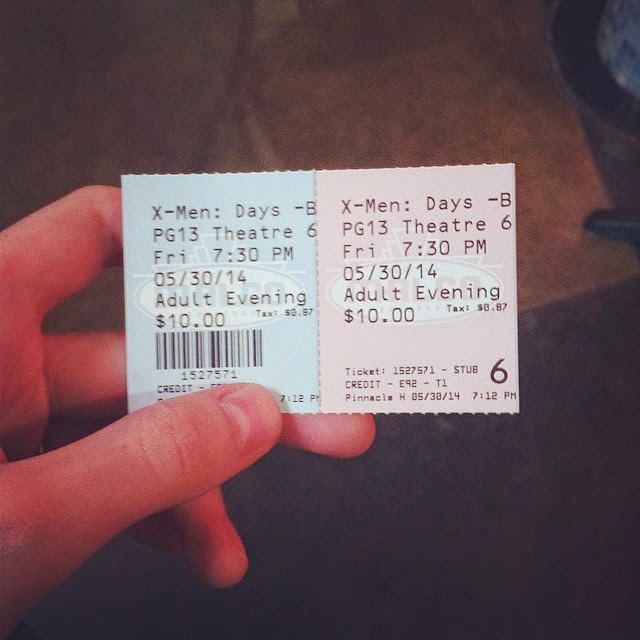 X-Men: Days -B
PG13 Theatre 6
Fri 7:30 PM
05/30/14
Adult Evening
$10.00 Tax: $0.87
1527571
CREDIT -
7:12 P
X-Men: Days -B
PG13 Theatre 6
Fri 7:30 PM
05/30/14
Adult Evening
$10.00 Tax: $0.87
Ticket: 1527571 - STUB
6
CREDIT - E92 - T1
Pinnacle H 05/30/14 7:12 PM